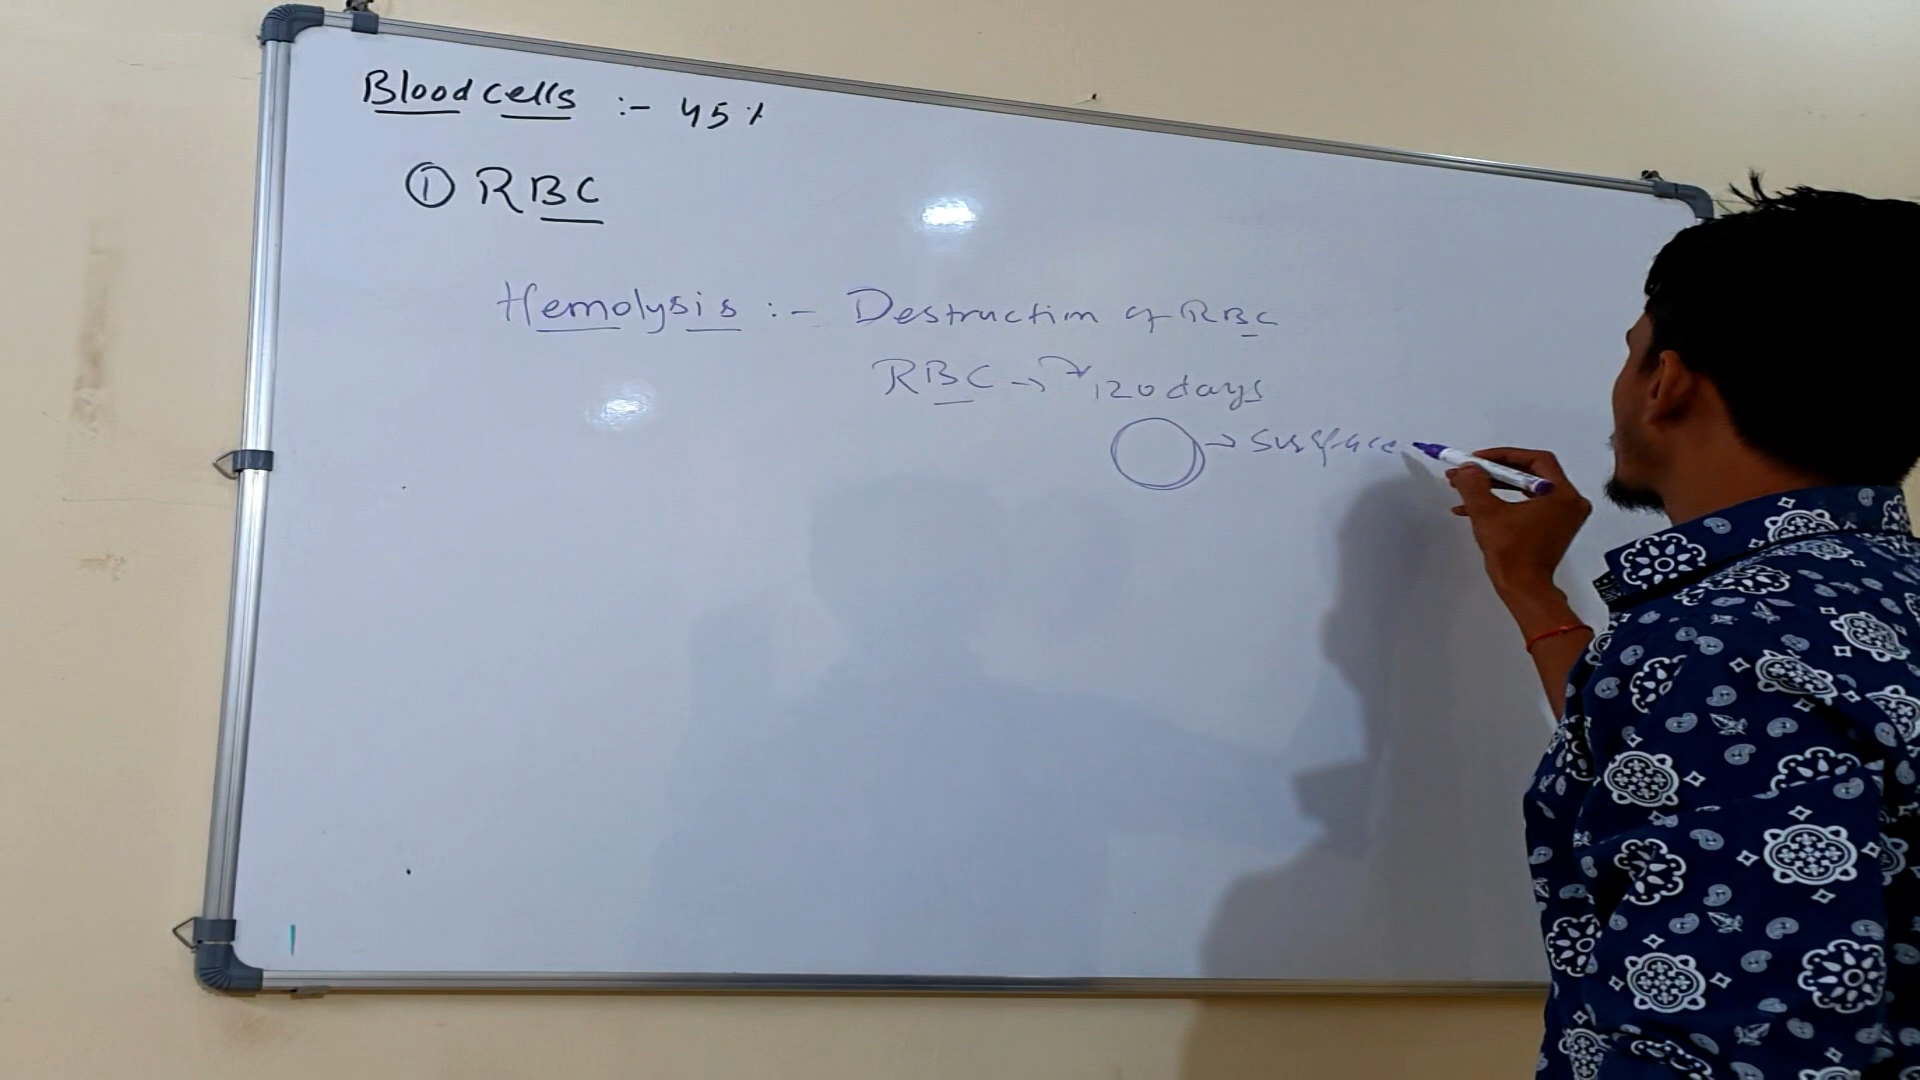 Blood cells :- 45%
① RBC
Hemolysis :- Destruction of RBC
RBC → 120 days
→ Surface